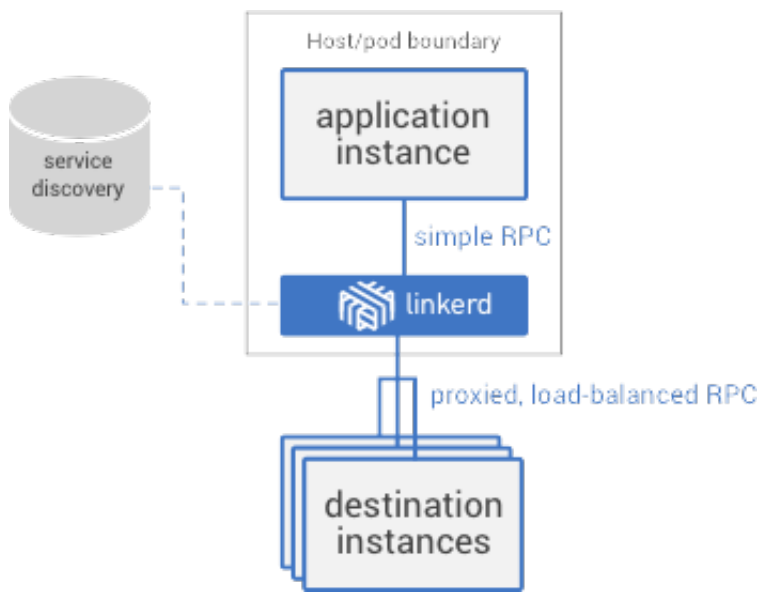 Host/pod boundary
application
instance
service
discovery
simple RPC
linkerd
proxied, load-balanced RPC
destination
instances